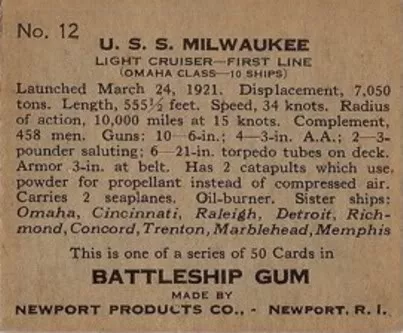 No. 12
U. S. S. MILWAUKEE
LIGHT CRUISER—FIRST LINE
(OMAHA CLASS—10 SHIPS)
Launched March 24, 1921. Displacement, 7,050
tons. Length, 555½ feet. Speed, 34 knots. Radius
of action, 10,000 miles at 15 knots. Complement,
458 men. Guns: 10—6-in.; 4—3-in. A.A.; 2—3-
pounder saluting; 6—21-in. torpedo tubes on deck.
Armor 3-in. at belt. Has 2 catapults which use
powder for propellant instead of compressed air.
Carries 2 seaplanes. Oil-burner. Sister ships:
Omaha, Cincinnati, Raleigh, Detroit, Rich-
mond, Concord, Trenton, Marblehead, Memphis
This is one of a series of 50 Cards in
BATTLESHIP GUM
MADE BY
NEWPORT PRODUCTS CO., - NEWPORT, R. I.